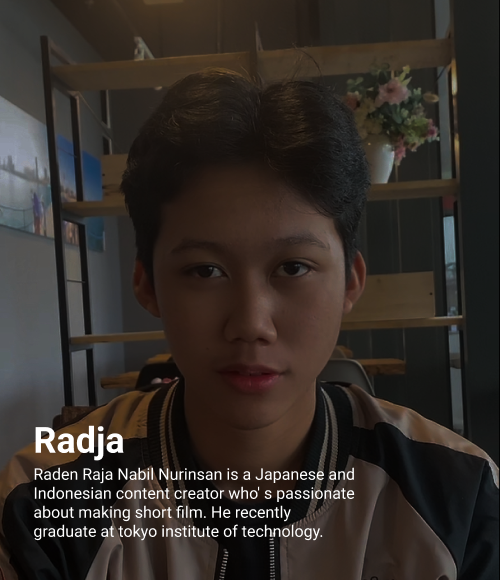 Radja
Raden Raja Nabil Nurinsan is a Japanese and
Indonesian content creator who' s passionate
about making short film. He recently
graduate at tokyo institute of technology.